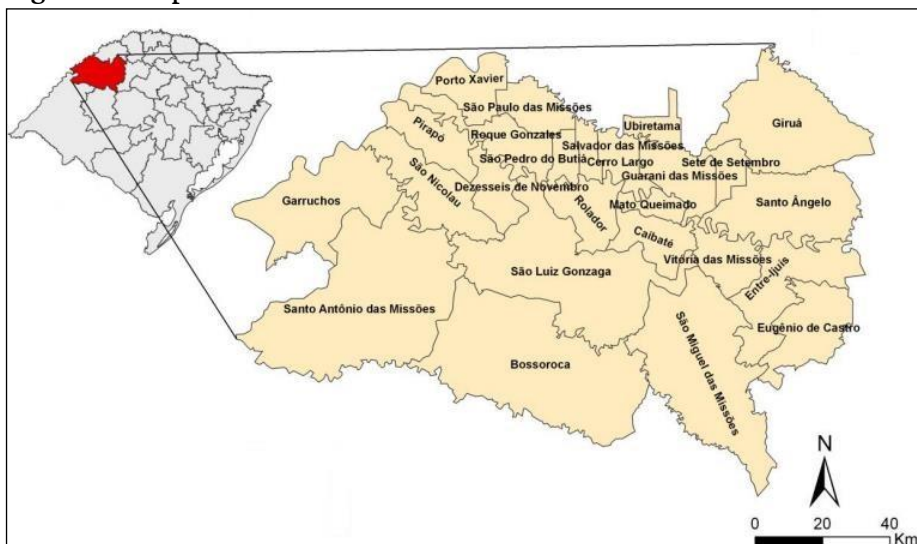 Porto Xavier
São Paulo das Missões
Pirapó
Roque Gonzales
Ubiretama
Giruá
Salvador das Missões
São Pedro do Butiá
Cerro Largo
Sete de Setembro
Guarani das Missões
São Nicolau
Dezesseis de Novembro
Garruchos
Rolador
Mato Queimado
Santo Ângelo
Caibaté
Vitória das Missões
São Luiz Gonzaga
Entre-Ijuís
Santo Antônio das Missões
Eugênio de Castro
São Miguel das Missões
Bossoroca
N
0 20 40
Km